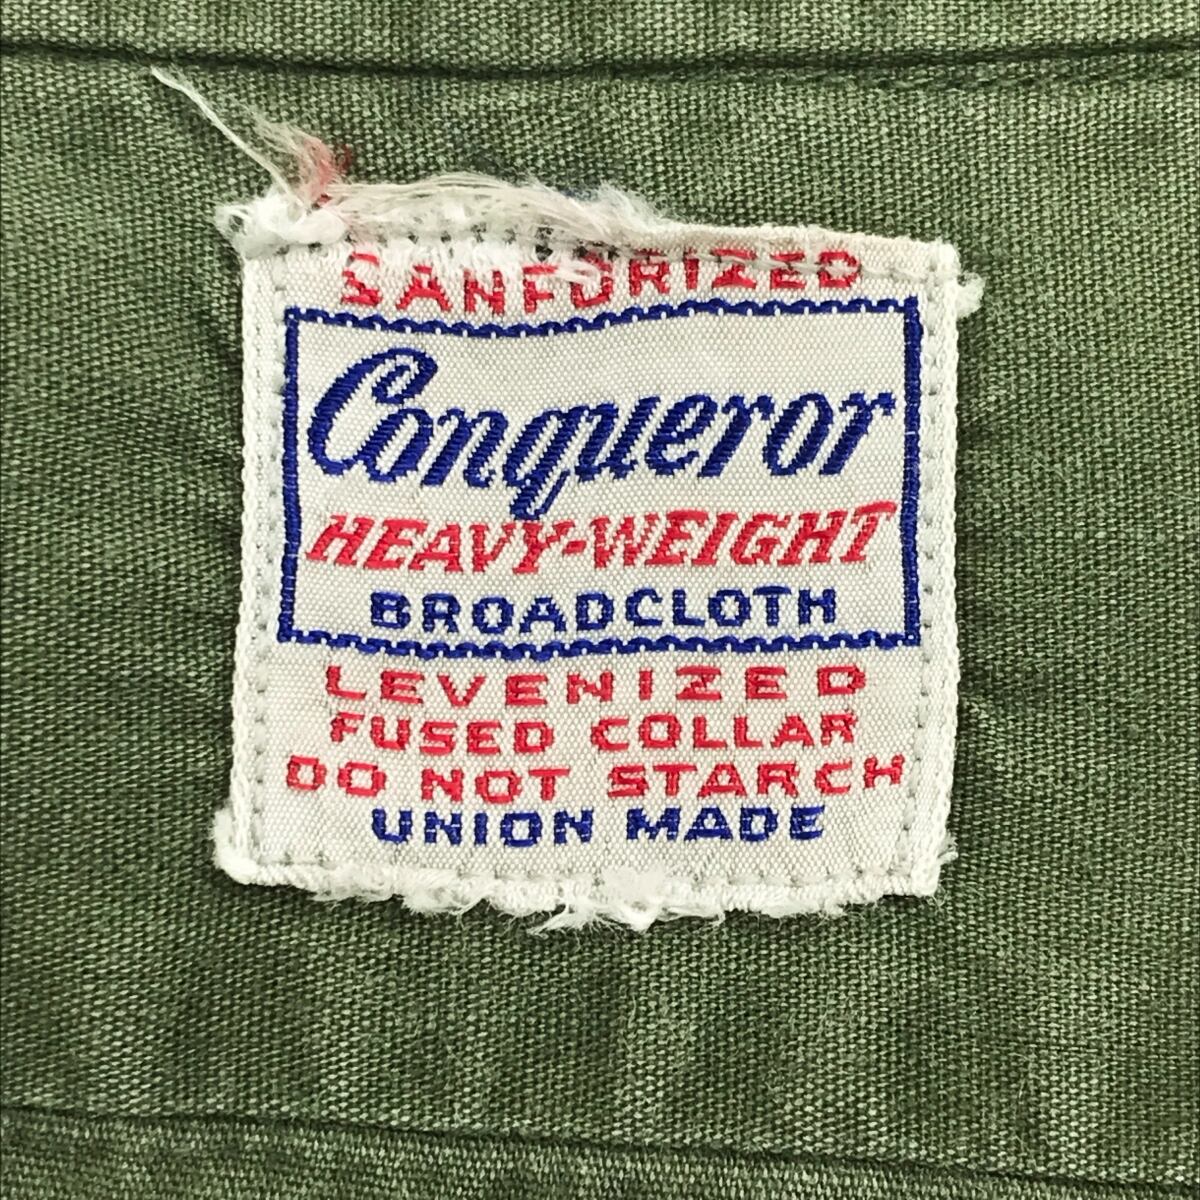 SANFORIZED
Conqueror
HEAVY-WEIGHT
BROADCLOTH
LEVENIZED
FUSED COLLAR
DO NOT STARCH
UNION MADE